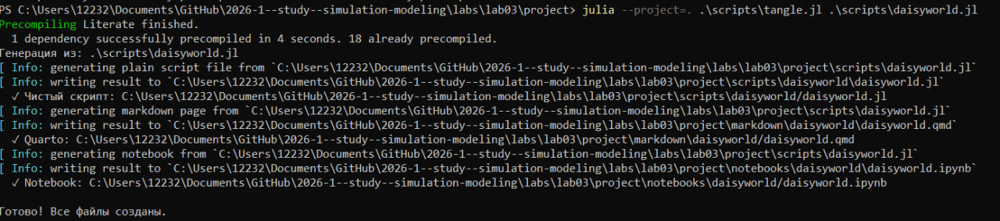 PS C:\Users\12232\Documents\GitHub\2026-1--study--simulation-modeling\labs\lab03\project> julia --project=. .\scripts\tangle.jl .\scripts\daisyworld.jl
Precompiling Literate finished.
  1 dependency successfully precompiled in 4 seconds. 18 already precompiled.
Генерация из: .\scripts\daisyworld.jl
[ Info: generating plain script file from `C:\Users\12232\Documents\GitHub\2026-1--study--simulation-modeling\labs\lab03\project\scripts\daisyworld.jl`
[ Info: writing result to `C:\Users\12232\Documents\GitHub\2026-1--study--simulation-modeling\labs\lab03\project\scripts\daisyworld\daisyworld.jl`
  ✓ Чистый скрипт: C:\Users\12232\Documents\GitHub\2026-1--study--simulation-modeling\labs\lab03\project\scripts\daisyworld/daisyworld.jl
[ Info: generating markdown page from `C:\Users\12232\Documents\GitHub\2026-1--study--simulation-modeling\labs\lab03\project\scripts\daisyworld.jl`
[ Info: writing result to `C:\Users\12232\Documents\GitHub\2026-1--study--simulation-modeling\labs\lab03\project\markdown\daisyworld\daisyworld.qmd`
  ✓ Quarto: C:\Users\12232\Documents\GitHub\2026-1--study--simulation-modeling\labs\lab03\project\markdown\daisyworld/daisyworld.qmd
[ Info: generating notebook from `C:\Users\12232\Documents\GitHub\2026-1--study--simulation-modeling\labs\lab03\project\scripts\daisyworld.jl`
[ Info: writing result to `C:\Users\12232\Documents\GitHub\2026-1--study--simulation-modeling\labs\lab03\project\notebooks\daisyworld\daisyworld.ipynb`
  ✓ Notebook: C:\Users\12232\Documents\GitHub\2026-1--study--simulation-modeling\labs\lab03\project\notebooks\daisyworld/daisyworld.ipynb
Готово! Все файлы созданы.